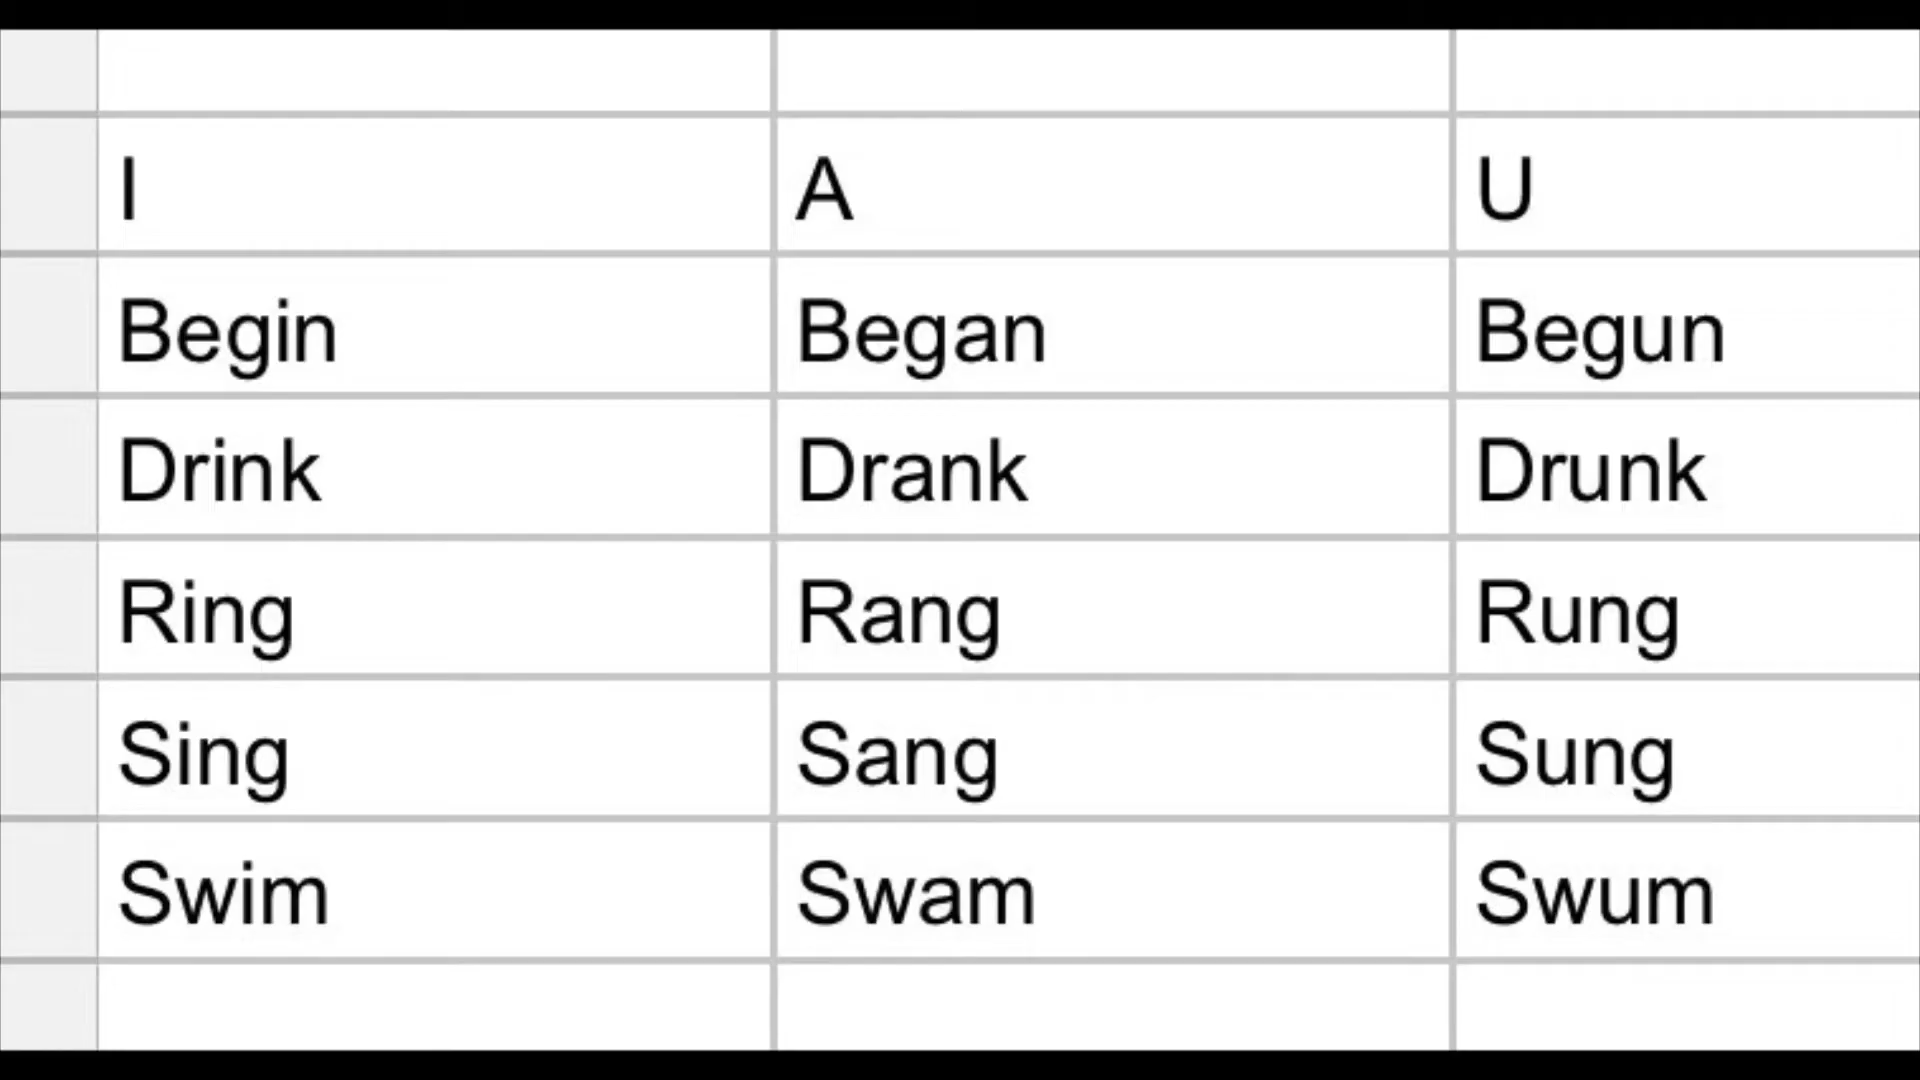 I A U
Begin Began Begun
Drink Drank Drunk
Ring Rang Rung
Sing Sang Sung
Swim Swam Swum